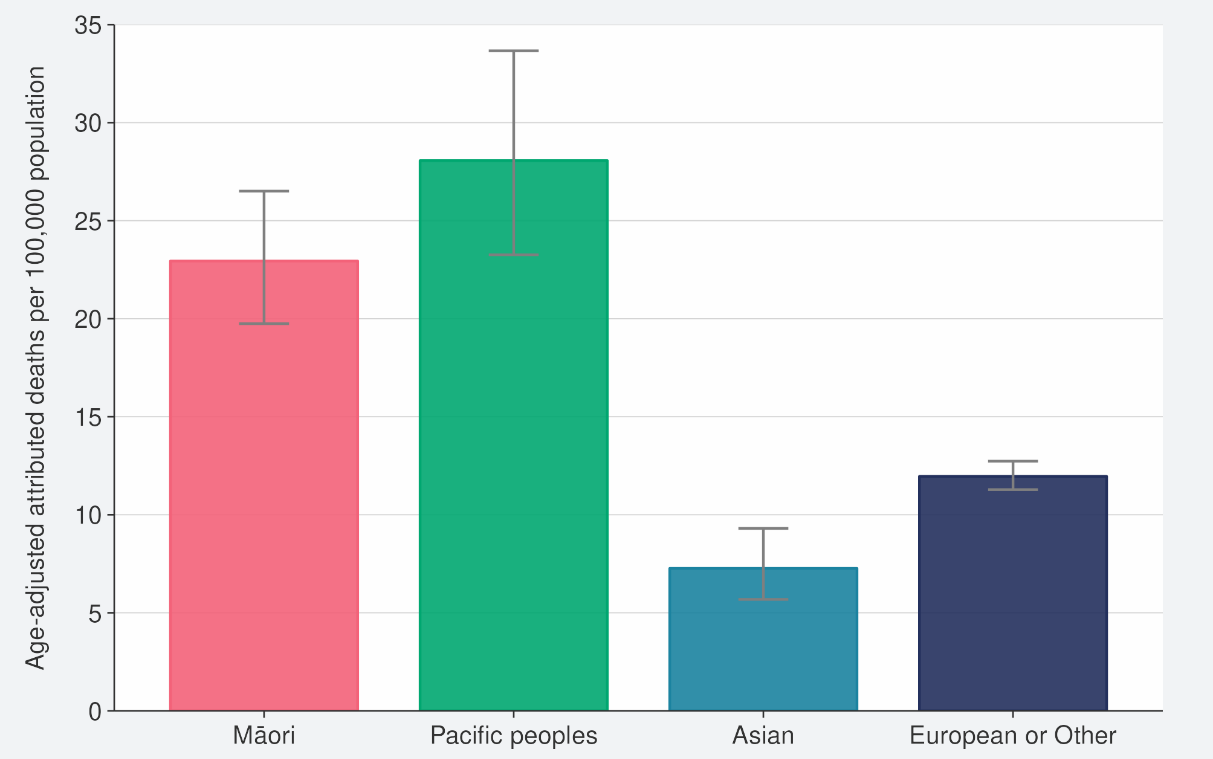 Age-adjusted attributed deaths per 100,000 population
35
30
25
20
15
10
5
0
Māori
Pacific peoples
Asian
European or Other